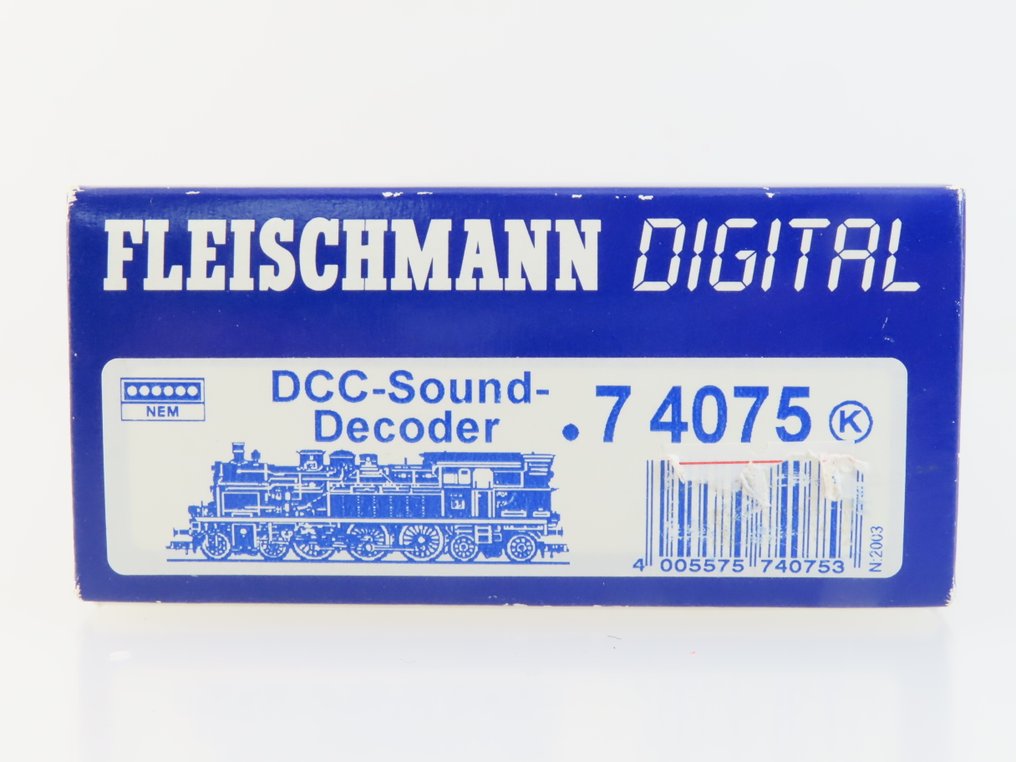 FLEISCHMANN DIGITAL
NEM
DCC-Sound-
Decoder
.7 4075 K
4 005575 740753
N:2003